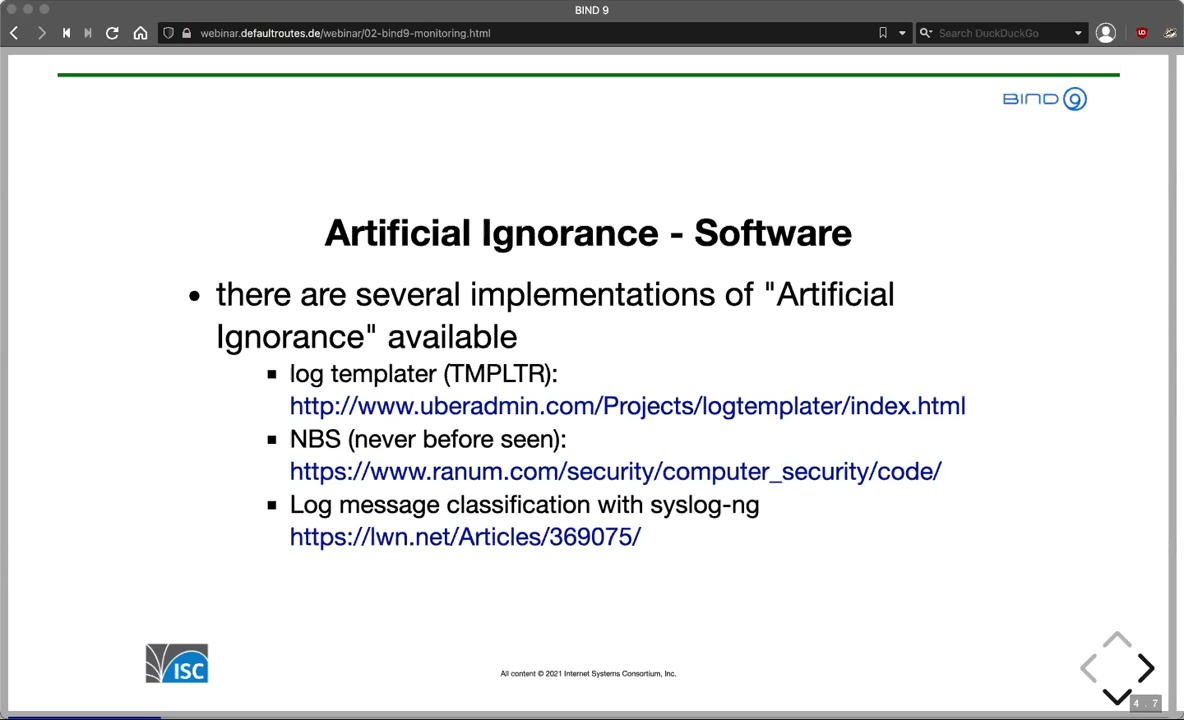 BIND 9
webinar.defaultroutes.de/webinar/02-bind9-monitoring.html
Search DuckDuckGo
BIND 9
Artificial Ignorance - Software
• there are several implementations of "Artificial
Ignorance" available
▪ log templater (TMPLTR):
http://www.uberadmin.com/Projects/logtemplater/index.html
▪ NBS (never before seen):
https://www.ranum.com/security/computer_security/code/
▪ Log message classification with syslog-ng
https://lwn.net/Articles/369075/
ISC
All content © 2021 Internet Systems Consortium, Inc.
4 . 7